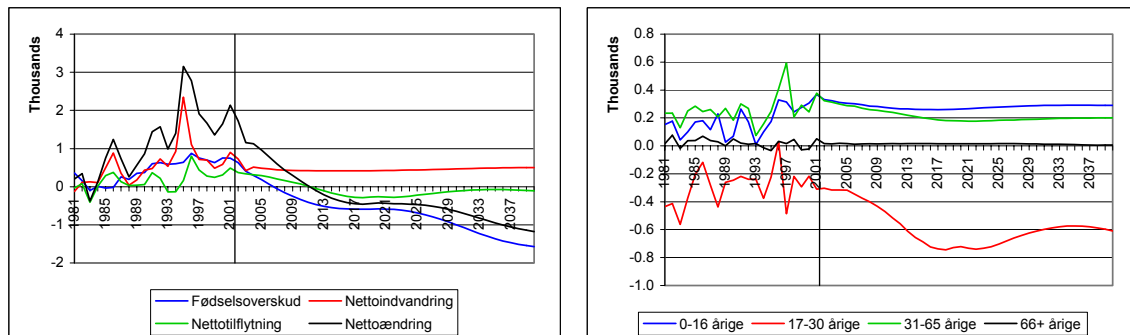 Thousands
4
3
2
1
0
-1
-2
1981 1985 1989 1993 1997 2001 2005 2009 2013 2017 2021 2025 2029 2033 2037
Fødselsoverskud Nettoindvandring
Nettotilflytning Nettoændring
Thousands
0.8
0.6
0.4
0.2
0.0
-0.2
-0.4
-0.6
-0.8
-1.0
1981 1985 1989 1993 1997 2001 2005 2009 2013 2017 2021 2025 2029 2033 2037
0-16 årige 17-30 årige 31-65 årige 66+ årige